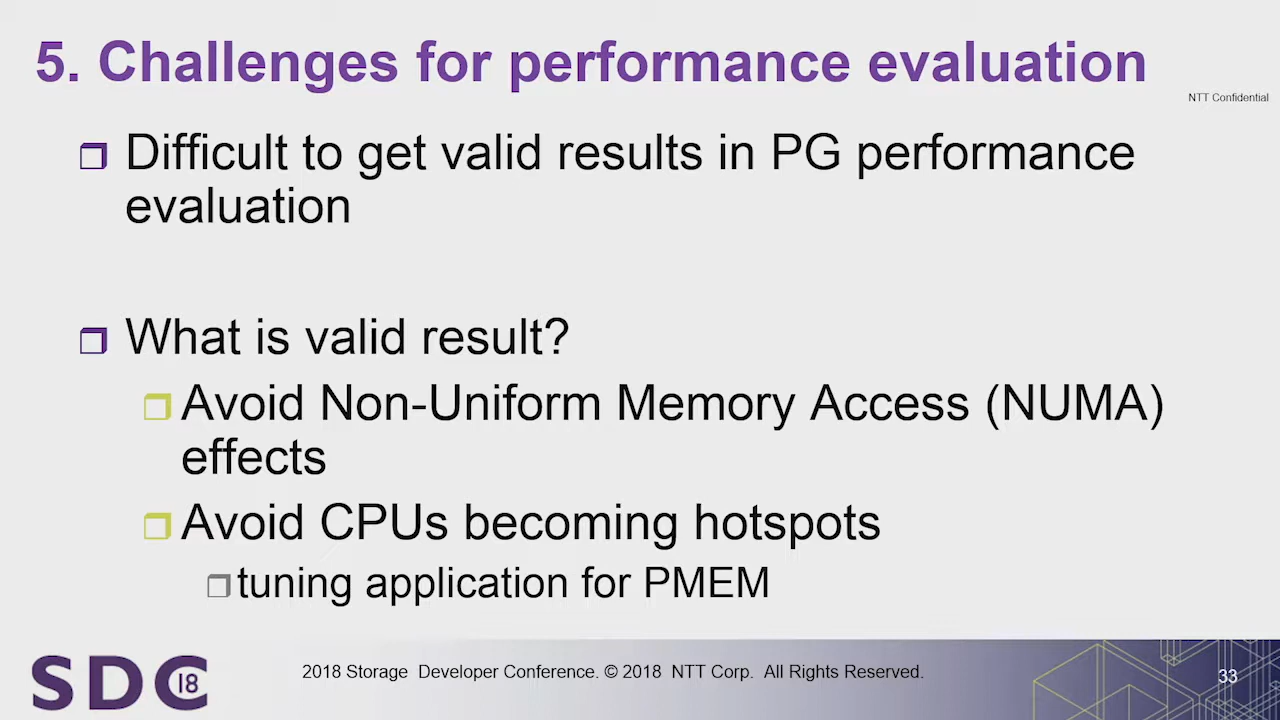 5. Challenges for performance evaluation
NTT Confidential
Difficult to get valid results in PG performance
evaluation
What is valid result?
Avoid Non-Uniform Memory Access (NUMA)
effects
Avoid CPUs becoming hotspots
tuning application for PMEM
SDC 18
2018 Storage Developer Conference. © 2018 NTT Corp. All Rights Reserved.
33